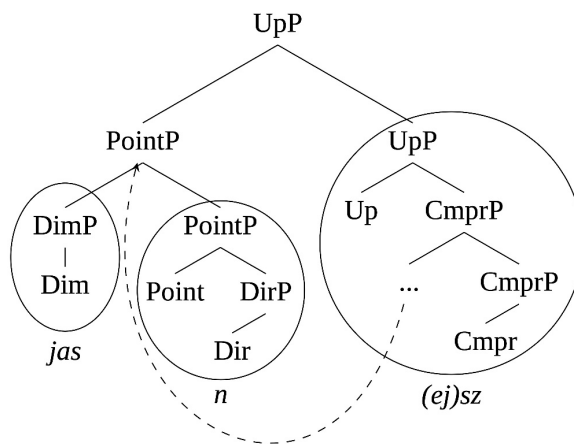 UpP
PointP UpP
DimP PointP Up CmprP
Dim Point DirP ... CmprP
Dir Cmpr
jas n (ej)sz